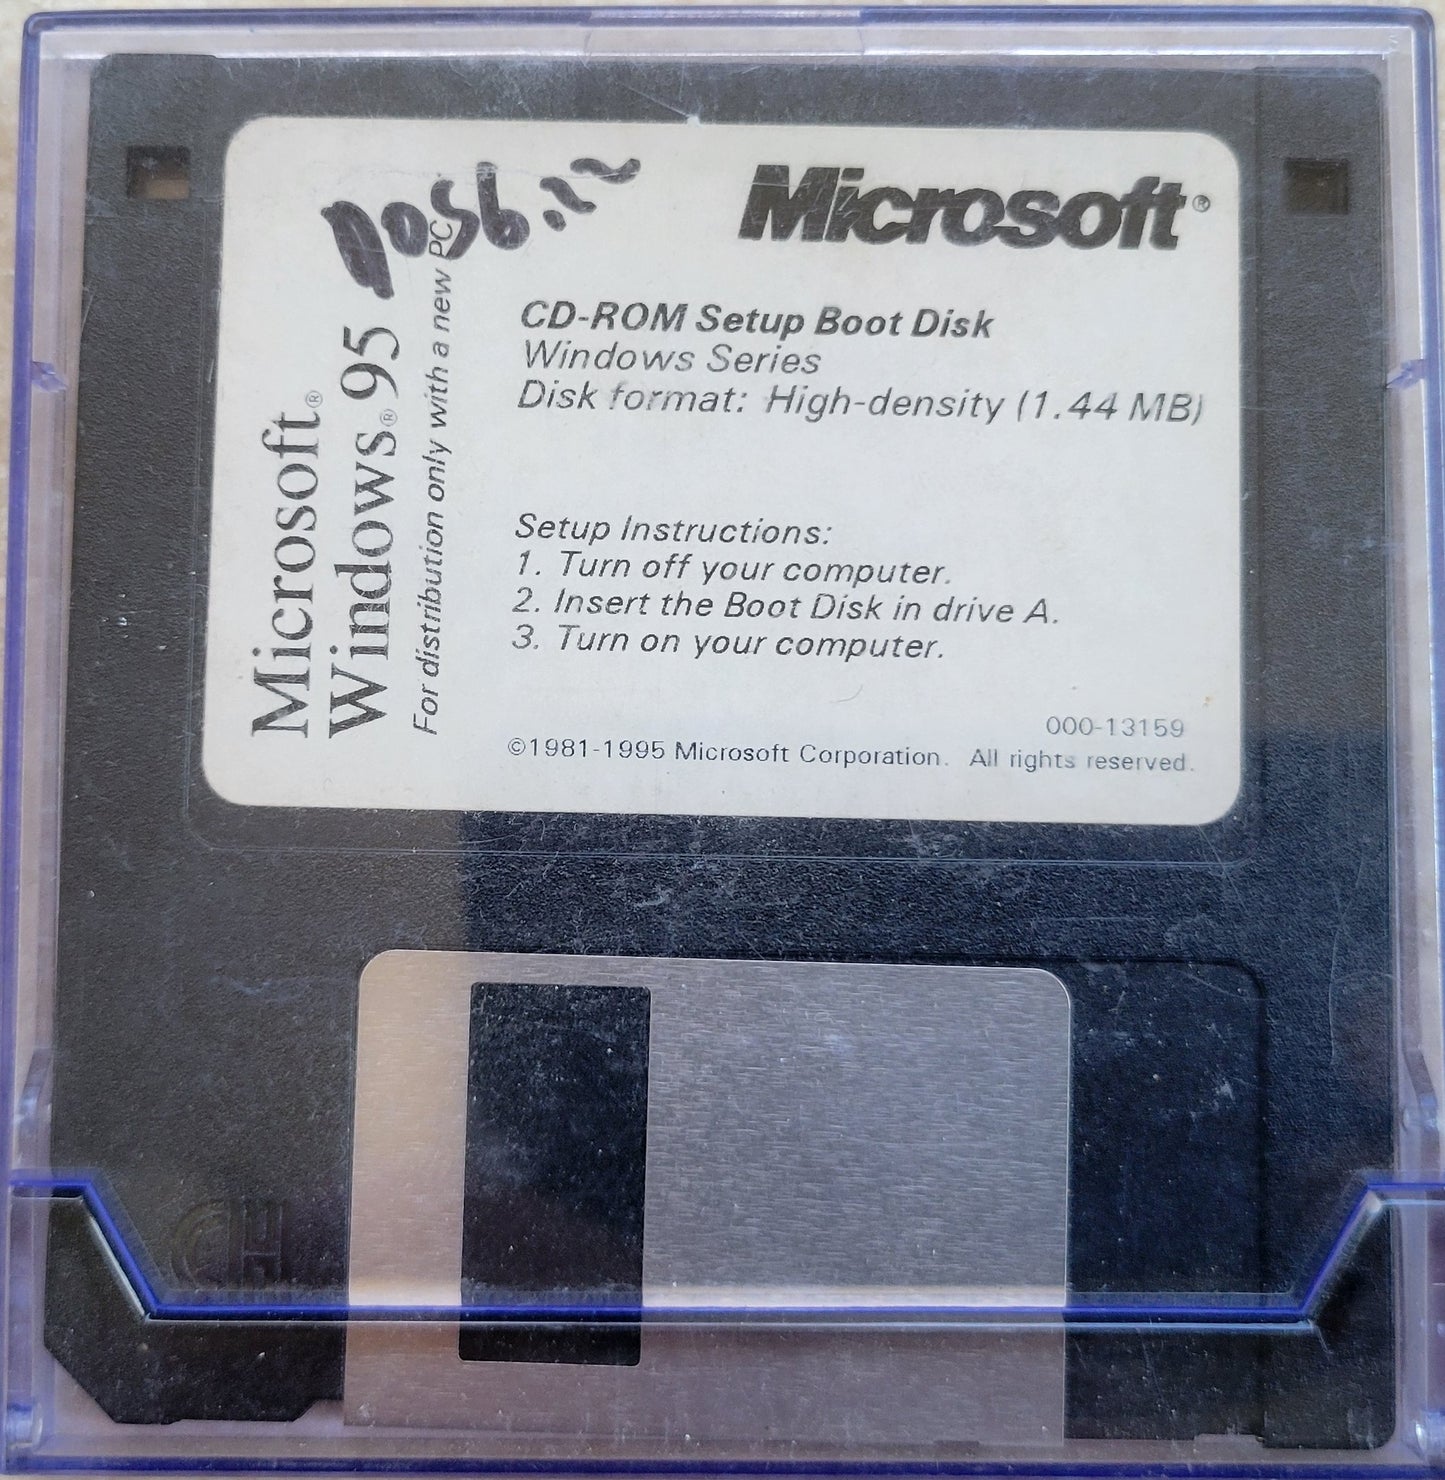 Microsoft®
Windows® 95
For distribution only with a new PC
DOS6.22
Microsoft®
CD-ROM Setup Boot Disk
Windows Series
Disk format: High-density (1.44 MB)
Setup Instructions:
1. Turn off your computer.
2. Insert the Boot Disk in drive A.
3. Turn on your computer.
000-13159
©1981-1995 Microsoft Corporation. All rights reserved.